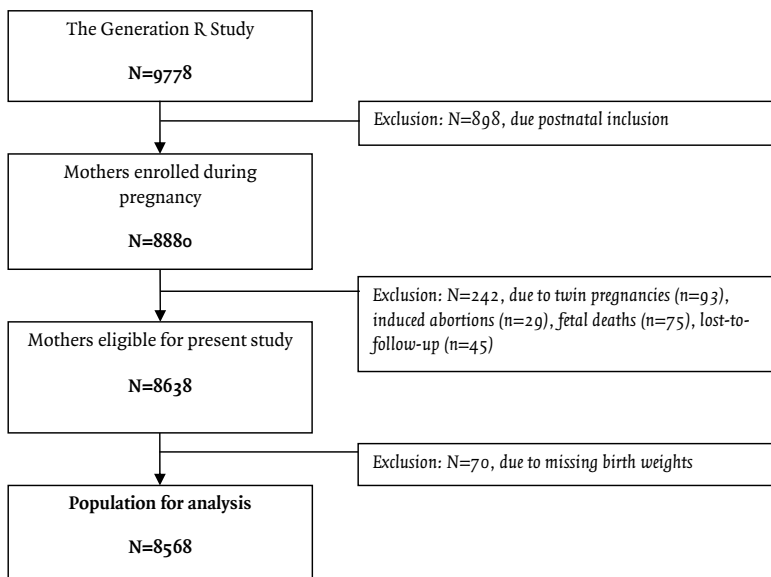 The Generation R Study
N=9778
Exclusion: N=898, due postnatal inclusion
Mothers enrolled during
pregnancy
N=8880
Exclusion: N=242, due to twin pregnancies (n=93),
induced abortions (n=29), fetal deaths (n=75), lost-to-
follow-up (n=45)
Mothers eligible for present study
N=8638
Exclusion: N=70, due to missing birth weights
Population for analysis
N=8568